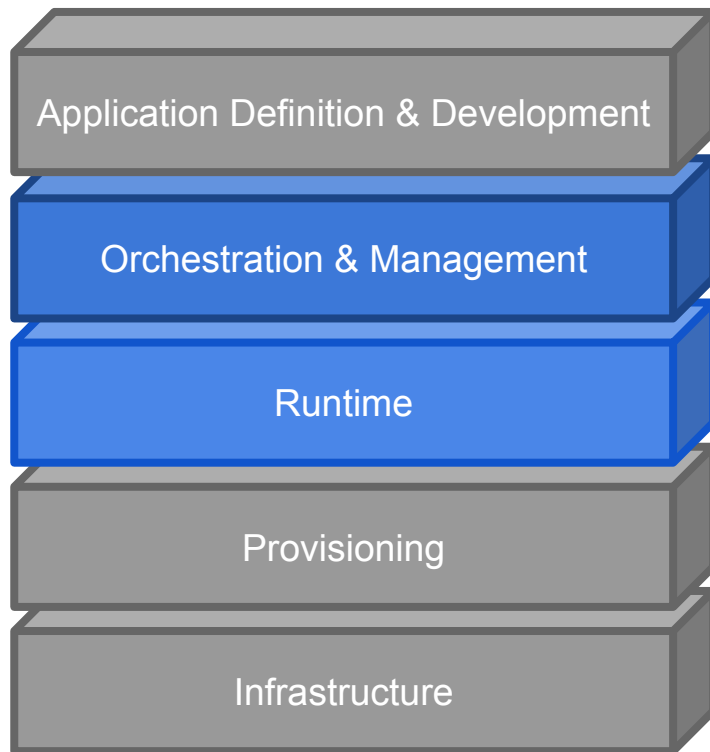 Application Definition & Development
Orchestration & Management
Runtime
Provisioning
Infrastructure